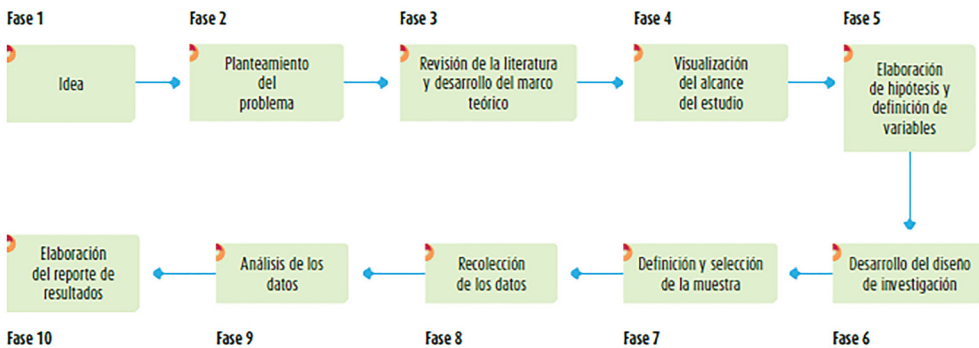 Fase 1
Idea
Fase 2
Planteamiento
del
problema
Fase 3
Revisión de la literatura
y desarrollo del marco
teórico
Fase 4
Visualización
del alcance
del estudio
Fase 5
Elaboración
de hipótesis y
definición de
variables
Desarrollo del diseño
de investigación
Fase 6
Definición y selección
de la muestra
Fase 7
Recolección
de los datos
Fase 8
Análisis de los
datos
Fase 9
Elaboración
del reporte de
resultados
Fase 10